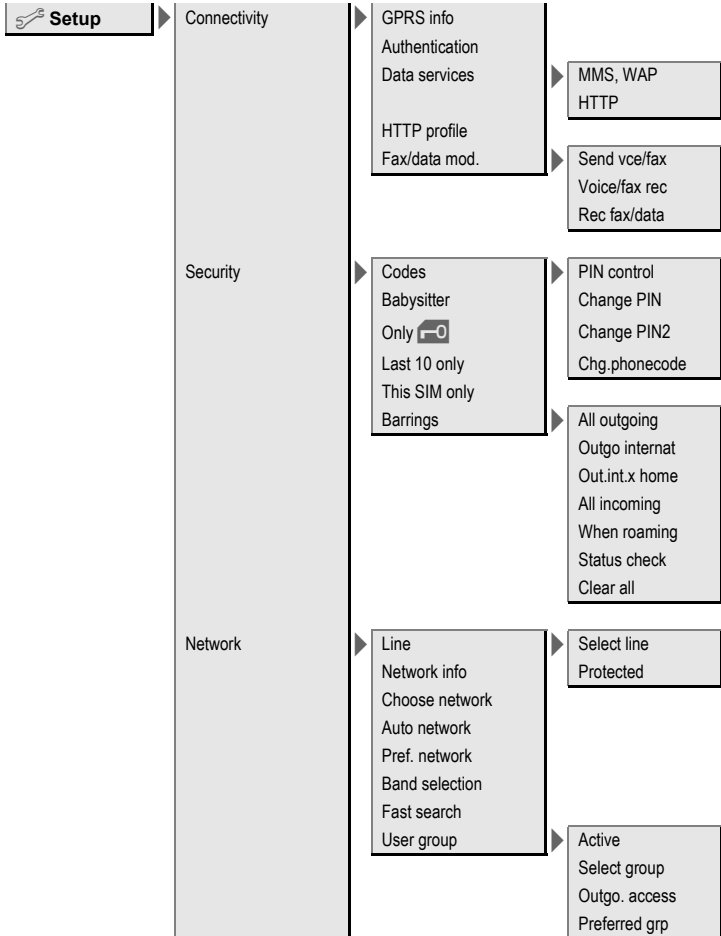 Setup
Connectivity
GPRS info
Authentication
Data services
MMS, WAP
HTTP
HTTP profile
Fax/data mod.
Send vce/fax
Voice/fax rec
Rec fax/data
Security
Codes
PIN control
Change PIN
Change PIN2
Chg.phonecode
Babysitter
Only
Last 10 only
This SIM only
Barrings
All outgoing
Outgo internat
Out.int.x home
All incoming
When roaming
Status check
Clear all
Network
Line
Select line
Protected
Network info
Choose network
Auto network
Pref. network
Band selection
Fast search
User group
Active
Select group
Outgo. access
Preferred grp